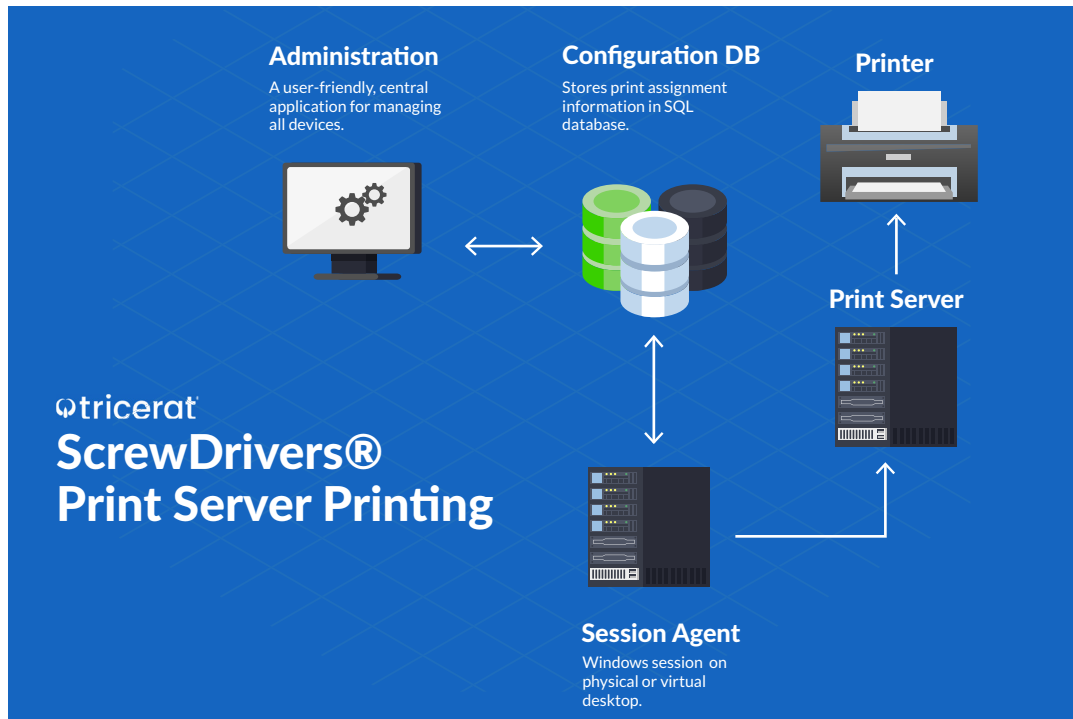 Administration
A user-friendly, central
application for managing
all devices.
Configuration DB
Stores print assignment
information in SQL
database.
Printer
Print Server
tricerat
ScrewDrivers®
Print Server Printing
Session Agent
Windows session on
physical or virtual
desktop.